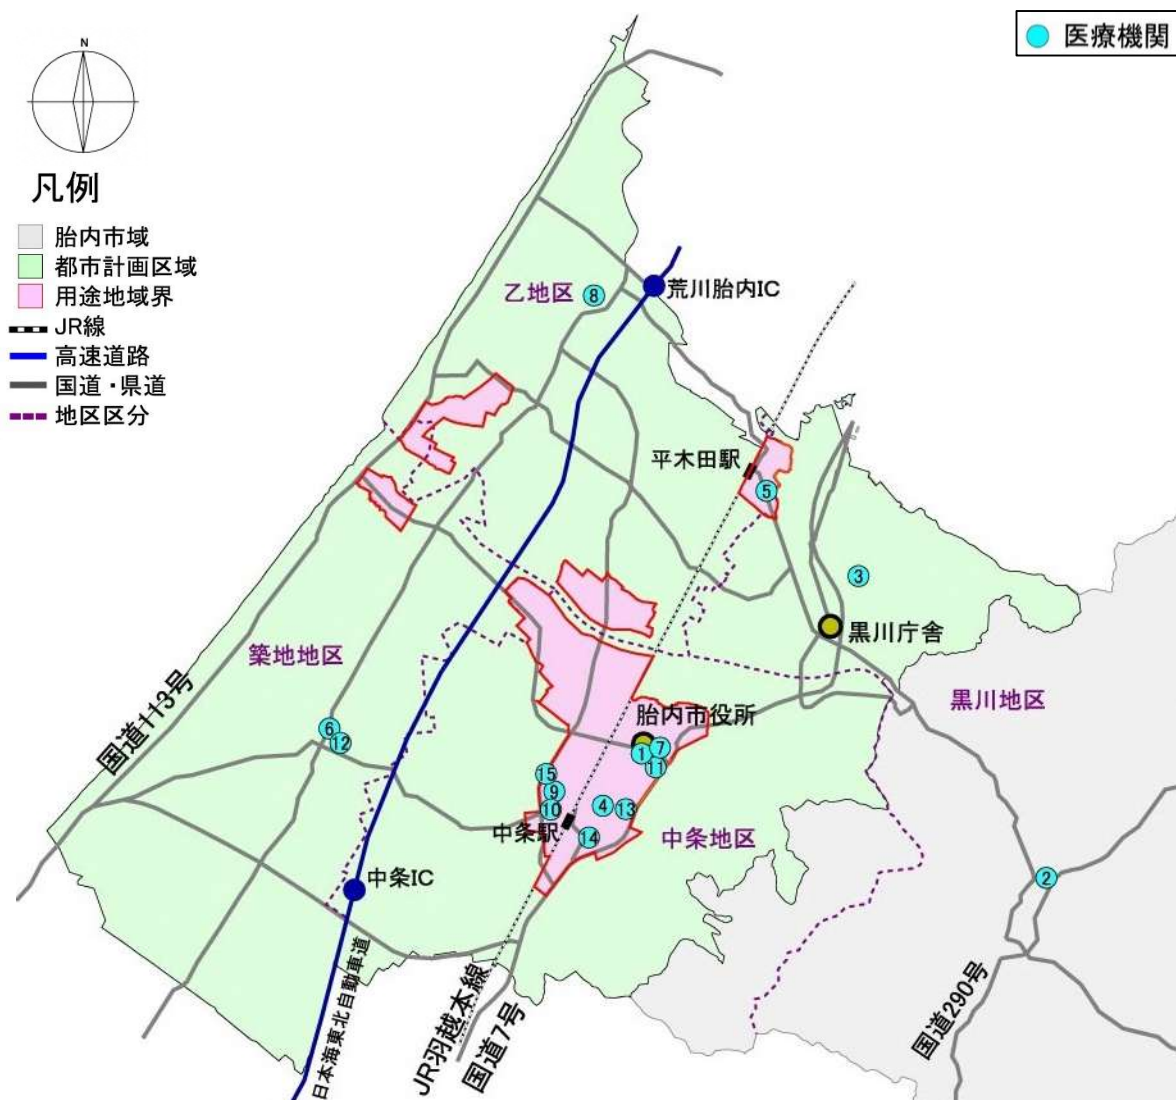 医療機関
N
凡例
胎内市域
都市計画区域
用途地域界
JR線
高速道路
国道・県道
地区区分
乙地区
8
荒川胎内IC
平木田駅
5
3
黒川庁舎
築地地区
国道113号
黒川地区
胎内市役所
6
12
1
7
11
15
9
10
4
13
中条駅
14
中条地区
中条IC
2
日本海東北自動車道
JR羽越本線
国道7号
国道290号